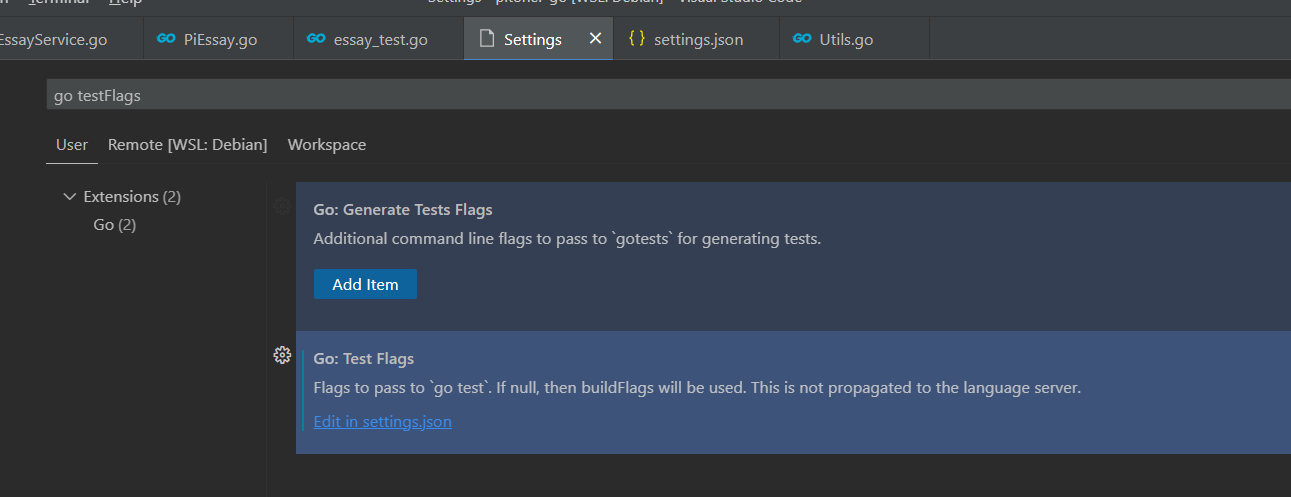 Terminal Help
Settings - pitoner-go [WSL: Debian] - Visual Studio Code
EssayService.go
GO PiEssay.go
GO essay_test.go
Settings
{ } settings.json
GO Utils.go
go testFlags
User
Remote [WSL: Debian]
Workspace
Extensions (2)
Go (2)
Go: Generate Tests Flags
Additional command line flags to pass to `gotests` for generating tests.
Add Item
Go: Test Flags
Flags to pass to `go test`. If null, then buildFlags will be used. This is not propagated to the language server.
Edit in settings.json